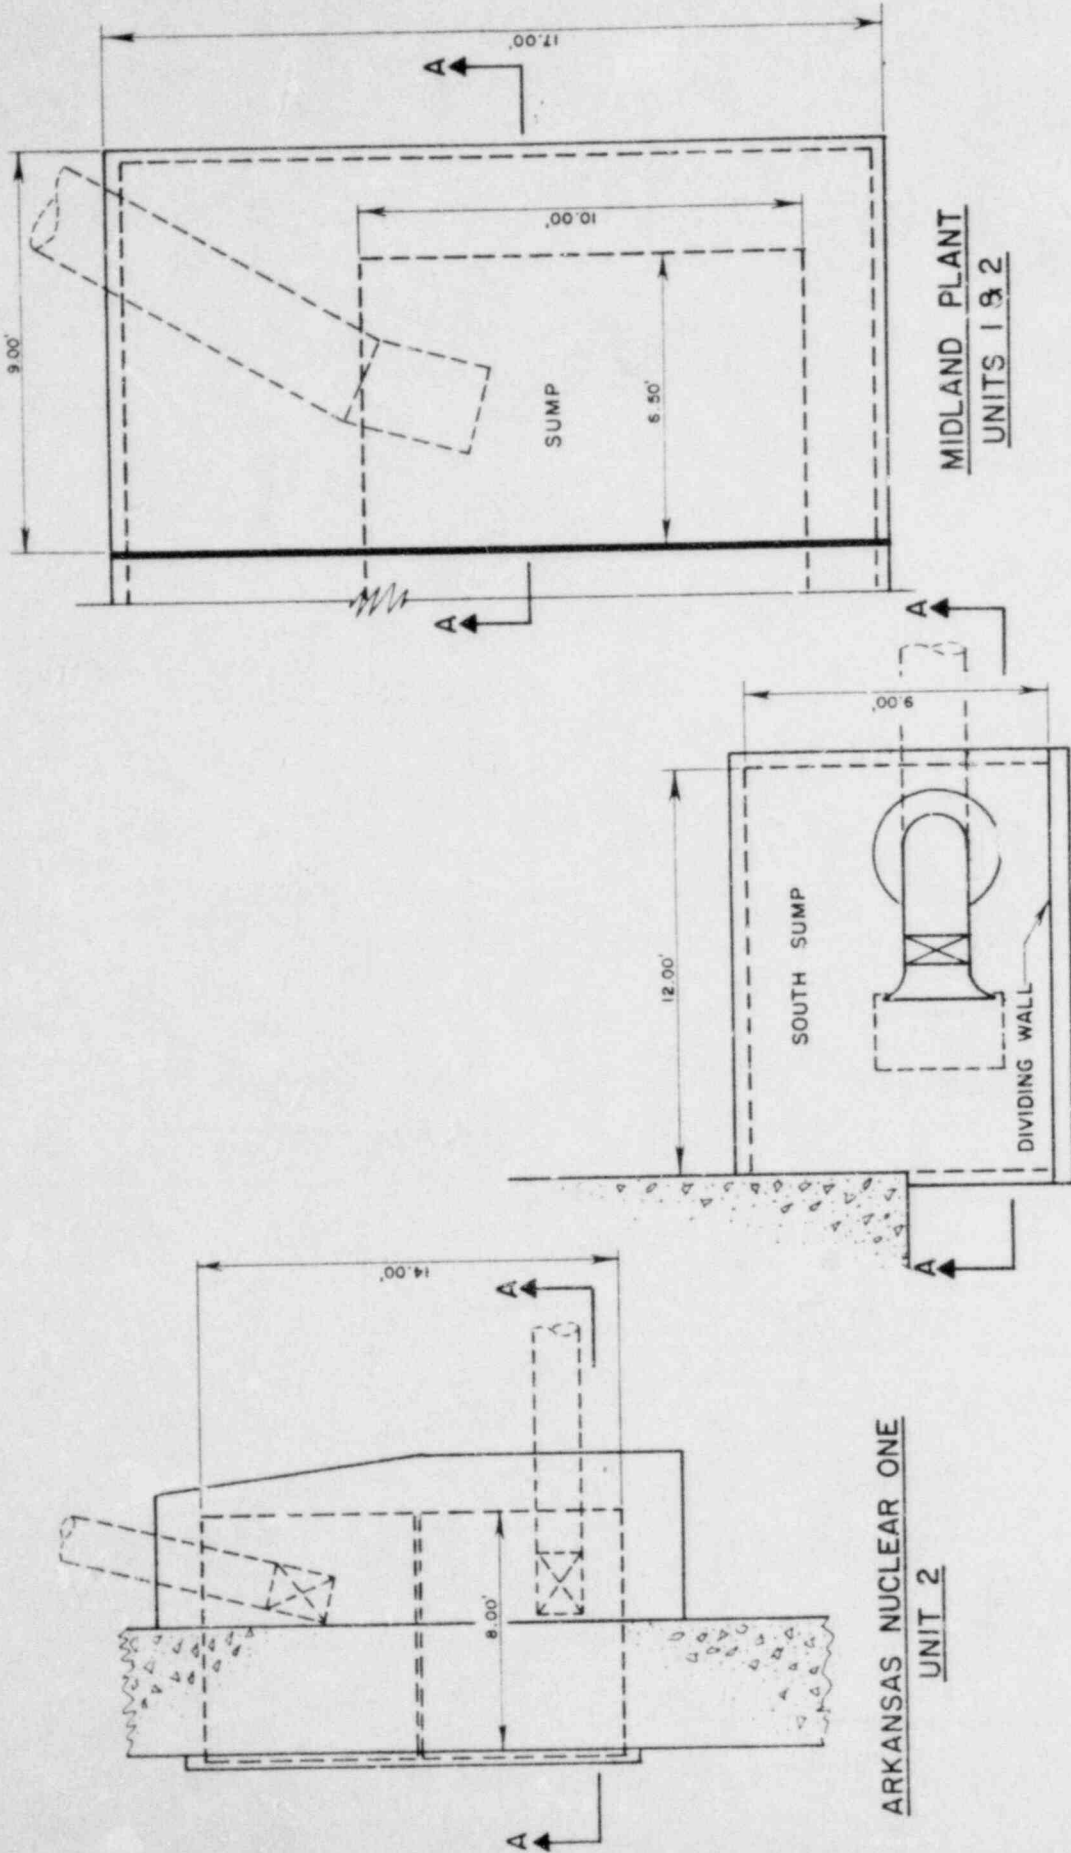 17.00'
A
9.00'
10.00'
SUMP
6.50'
A
MIDLAND PLANT
UNITS 1 & 2
A
9.00'
12.00'
SOUTH SUMP
DIVIDING WALL
A
14.00'
A
8.00'
A
ARKANSAS NUCLEAR ONE
UNIT 2